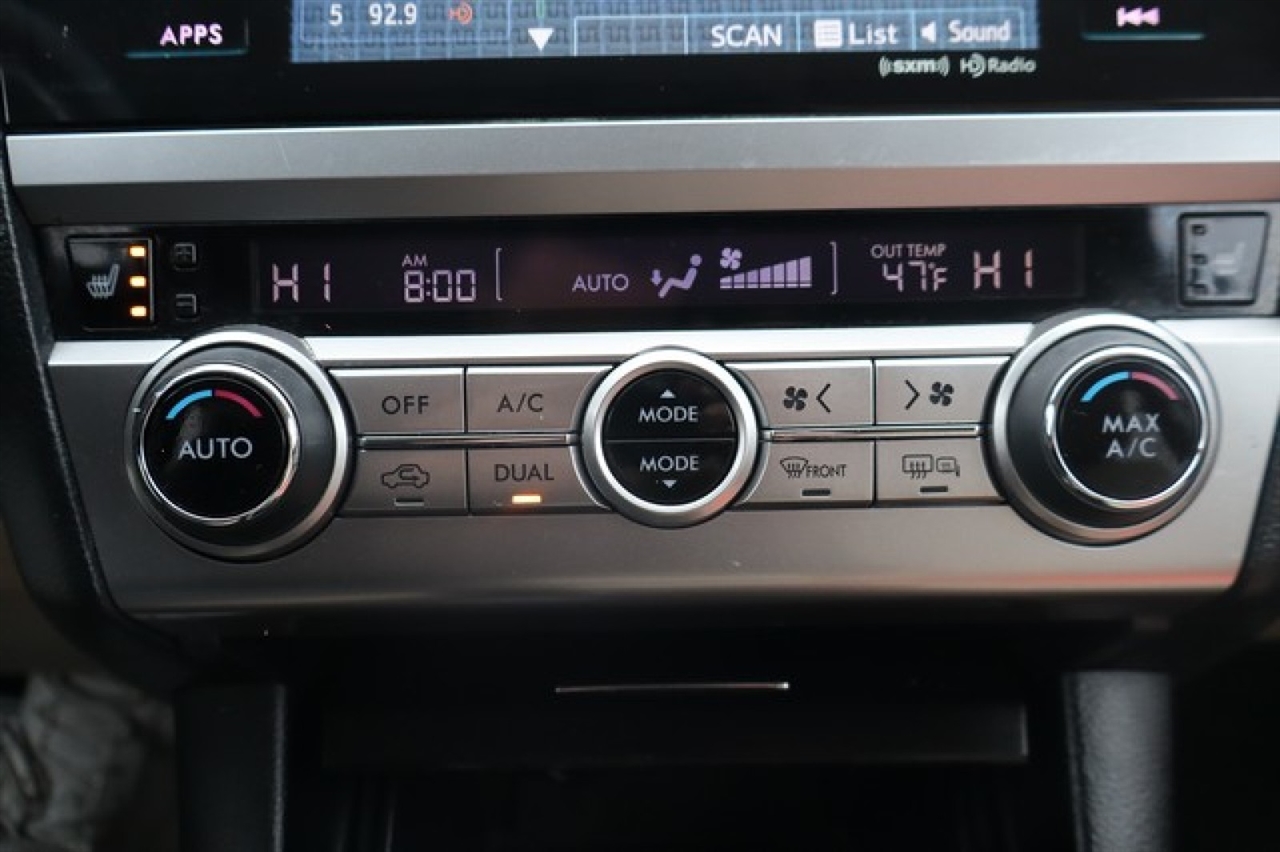 APPS
5 92.9 HD
SCAN List Sound
((sxm)) HD Radio
HI AM 8:00 AUTO OUT TEMP 47°F HI
AUTO
OFF A/C
DUAL
MODE
MODE
FRONT
MAX
A/C